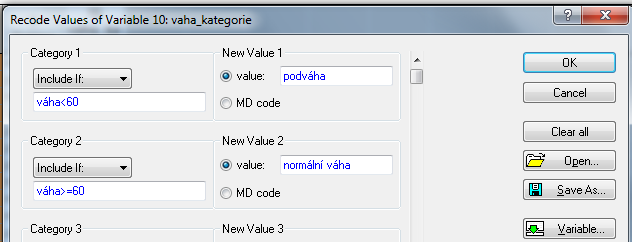 Recode Values of Variable 10: vaha_kategorie
Category 1
Include If:
váha<60
New Value 1
value: podváha
MD code
Category 2
Include If:
váha>=60
New Value 2
value: normální váha
MD code
Category 3
New Value 3
OK
Cancel
Clear all
Open...
Save As...
Variable...